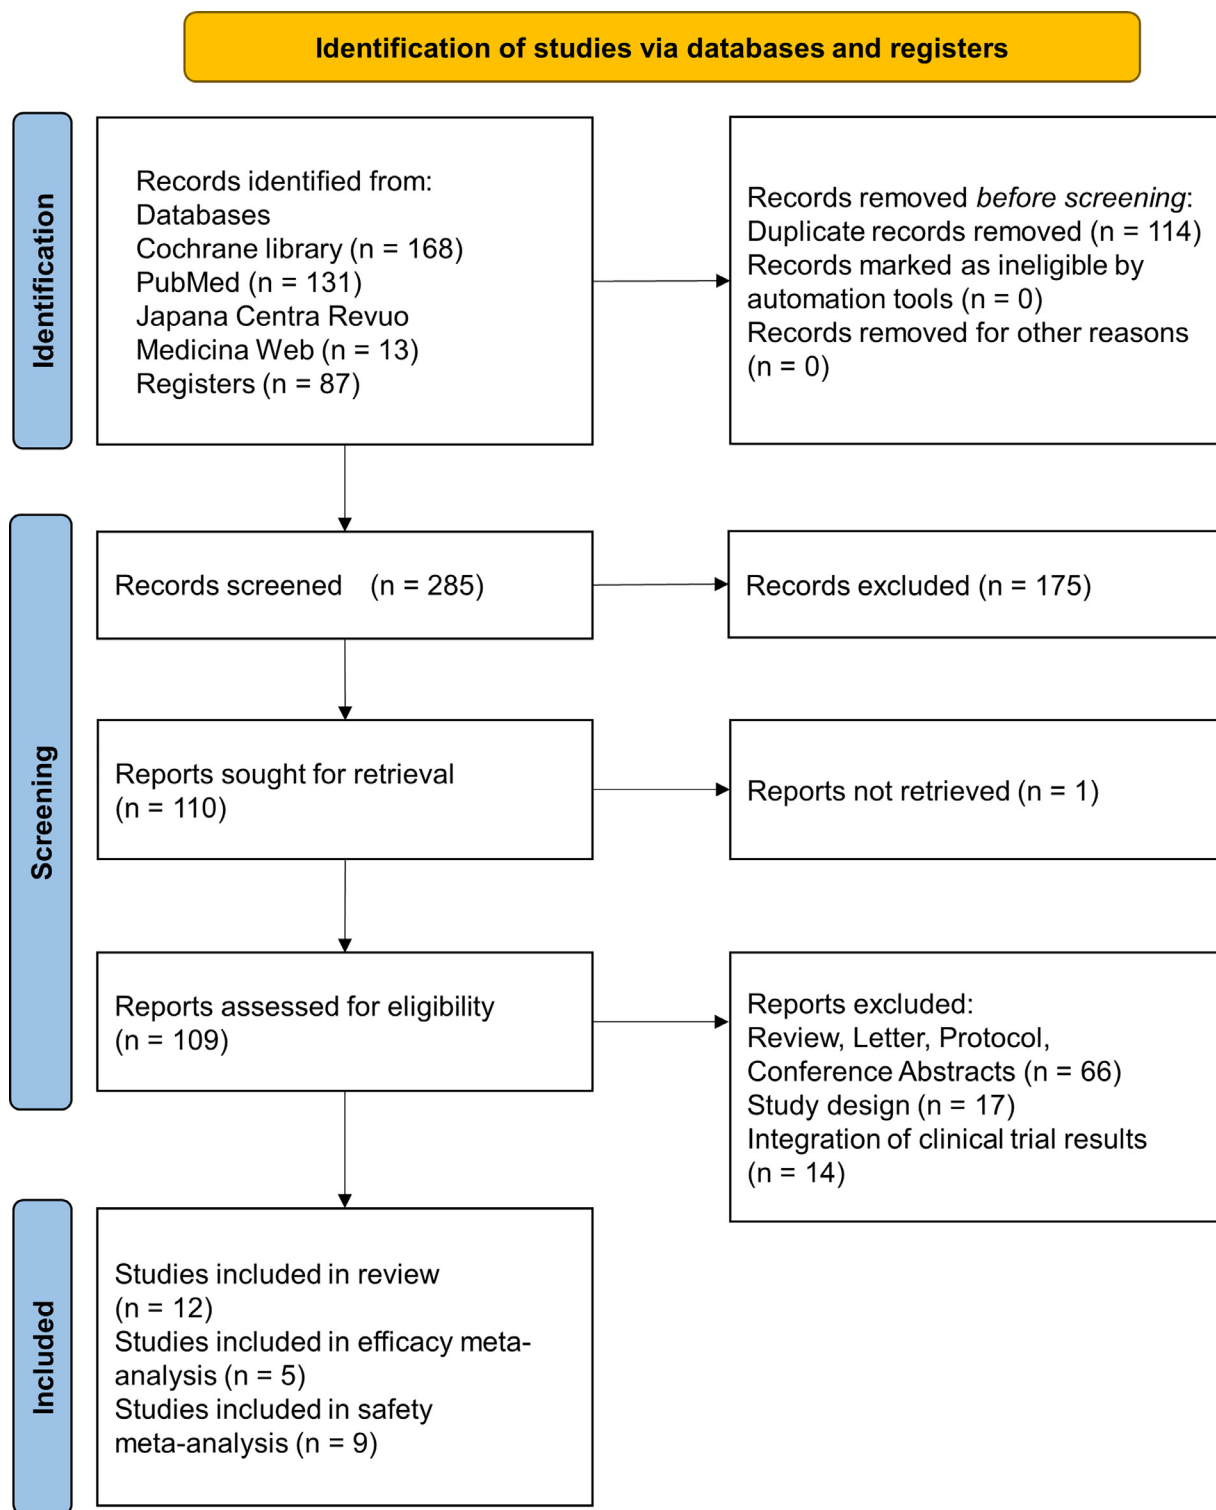 Identification of studies via databases and registers
Identification
Records identified from:
Databases
Cochrane library (n = 168)
PubMed (n = 131)
Japana Centra Revuo
Medicina Web (n = 13)
Registers (n = 87)
Records removed before screening:
Duplicate records removed (n = 114)
Records marked as ineligible by
automation tools (n = 0)
Records removed for other reasons
(n = 0)
Screening
Records screened (n = 285)
Records excluded (n = 175)
Reports sought for retrieval
(n = 110)
Reports not retrieved (n = 1)
Reports assessed for eligibility
(n = 109)
Reports excluded:
Review, Letter, Protocol,
Conference Abstracts (n = 66)
Study design (n = 17)
Integration of clinical trial results
(n = 14)
Included
Studies included in review
(n = 12)
Studies included in efficacy meta-
analysis (n = 5)
Studies included in safety
meta-analysis (n = 9)